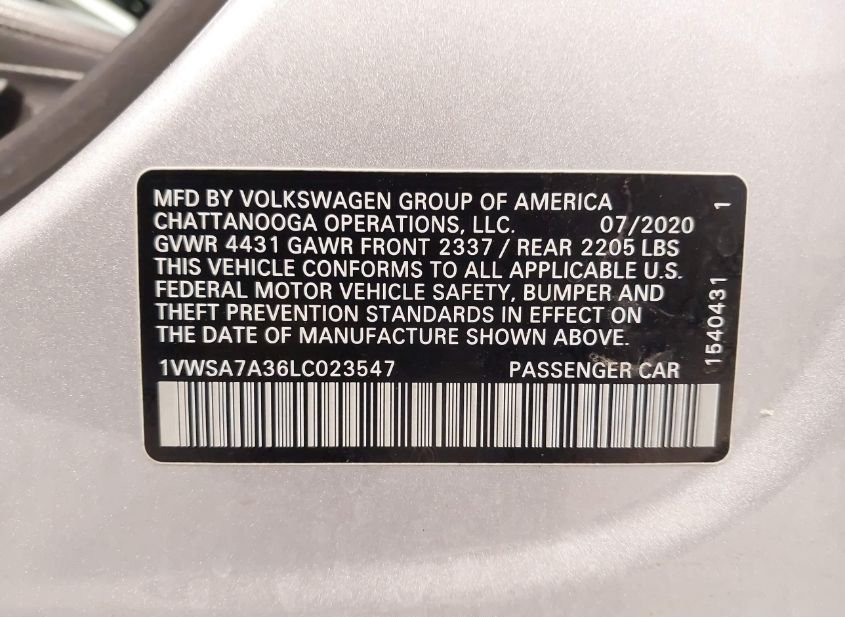 MFD BY VOLKSWAGEN GROUP OF AMERICA
CHATTANOOGA OPERATIONS, LLC. 07/2020
GVWR 4431 GAWR FRONT 2337 / REAR 2205 LBS
THIS VEHICLE CONFORMS TO ALL APPLICABLE U.S.
FEDERAL MOTOR VEHICLE SAFETY, BUMPER AND
THEFT PREVENTION STANDARDS IN EFFECT ON
THE DATE OF MANUFACTURE SHOWN ABOVE.
1VWSA7A36LC023547 PASSENGER CAR
1540431 1